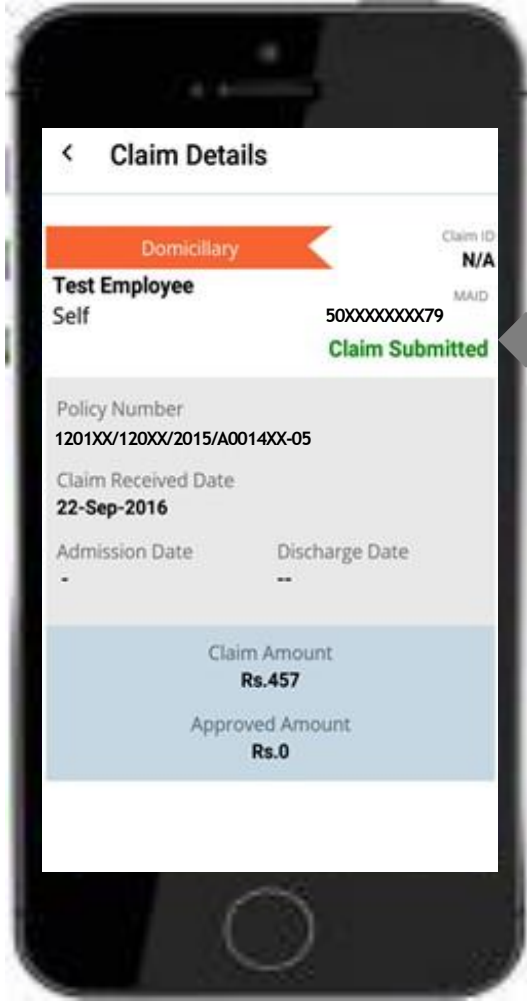 < Claim Details
Domicillary
Claim ID
N/A
Test Employee
MAID
Self
50XXXXXXXX79
Claim Submitted
Policy Number
1201XX/120XX/2015/A0014XX-05
Claim Received Date
22-Sep-2016
Admission Date Discharge Date
- --
Claim Amount
Rs.457
Approved Amount
Rs.0